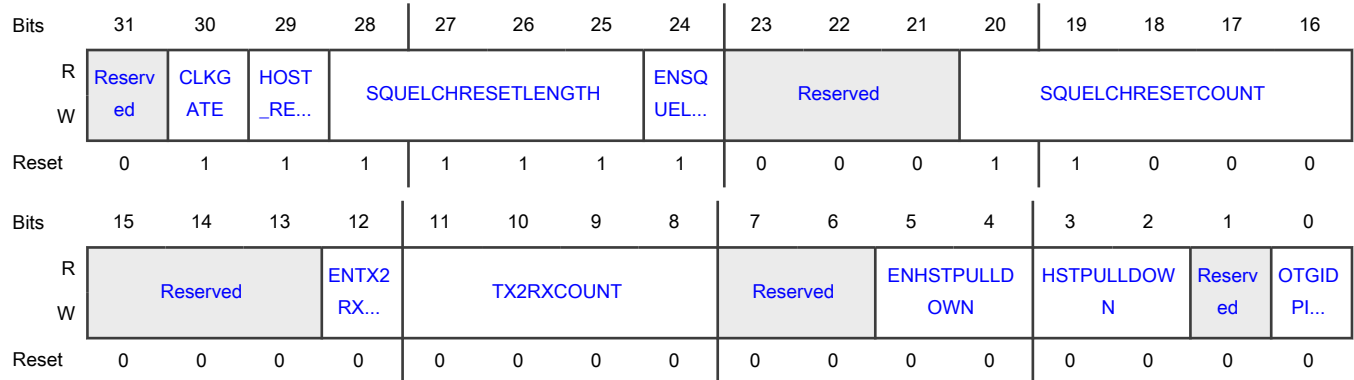 Bits 31 30 29 28 27 26 25 24 23 22 21 20 19 18 17 16
R
W
Reserv
ed
CLKG
ATE
HOST
_RE...
SQUELCHRESETLENGTH
ENSQ
UEL...
Reserved
SQUELCHRESETCOUNT
Reset 0 1 1 1 1 1 1 1 0 0 0 1 1 0 0 0
Bits 15 14 13 12 11 10 9 8 7 6 5 4 3 2 1 0
R
W
Reserved
ENTX2
RX...
TX2RXCOUNT
Reserved
ENHSTPULLD
OWN
HSTPULLDOW
N
Reserv
ed
OTGID
PI...
Reset 0 0 0 0 0 0 0 0 0 0 0 0 0 0 0 0